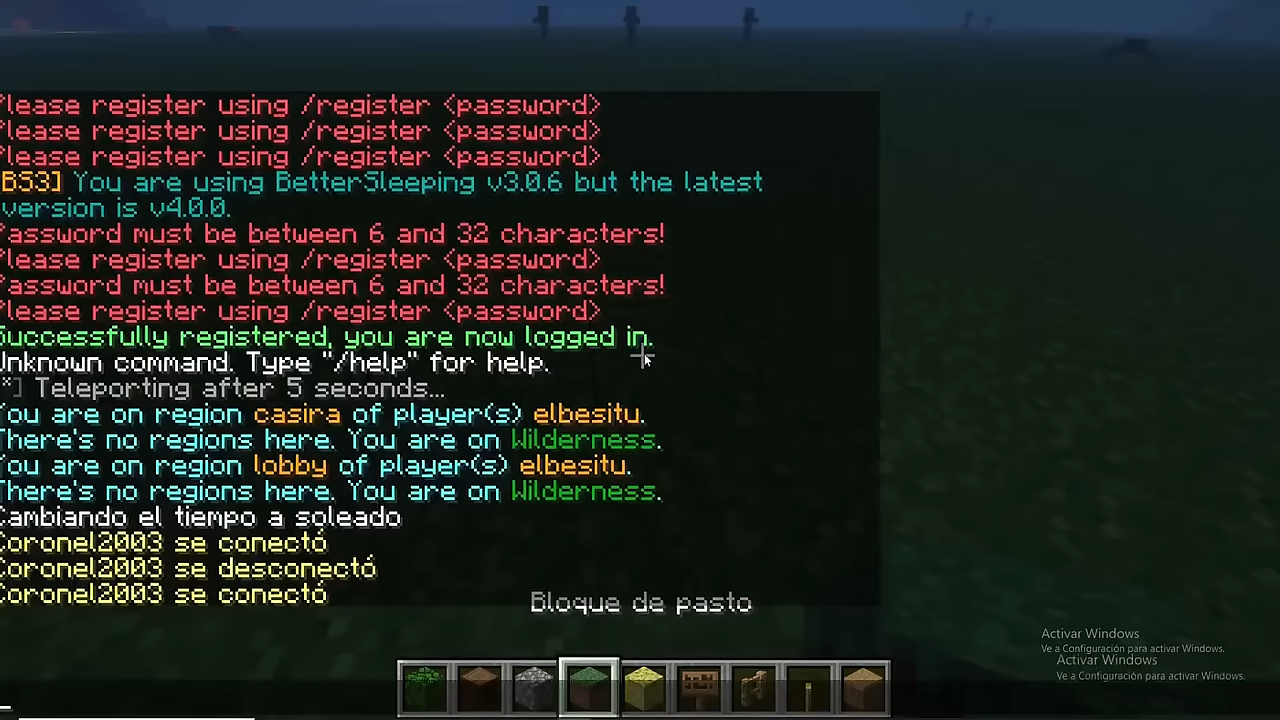 lease register using /register <password>
lease register using /register <password>
lease register using /register <password>
BS3] You are using BetterSleeping v3.0.6 but the latest
version is v4.0.0.
assword must be between 6 and 32 characters!
lease register using /register <password>
assword must be between 6 and 32 characters!
lease register using /register <password>
Successfully registered, you are now logged in.
Unknown command. Type "/help" for help.
*] Teleporting after 5 seconds...
You are on region casira of player(s) elbesitu.
There's no regions here. You are on Wilderness.
You are on region lobby of player(s) elbesitu.
There's no regions here. You are on Wilderness.
Cambiando el tiempo a soleado
Coronel2003 se conectó
Coronel2003 se desconectó
Coronel2003 se conectó
Bloque de pasto
Activar Windows
Ve a Configuración para activar Windows.
Activar Windows
Ve a Configuración para activar Windows.